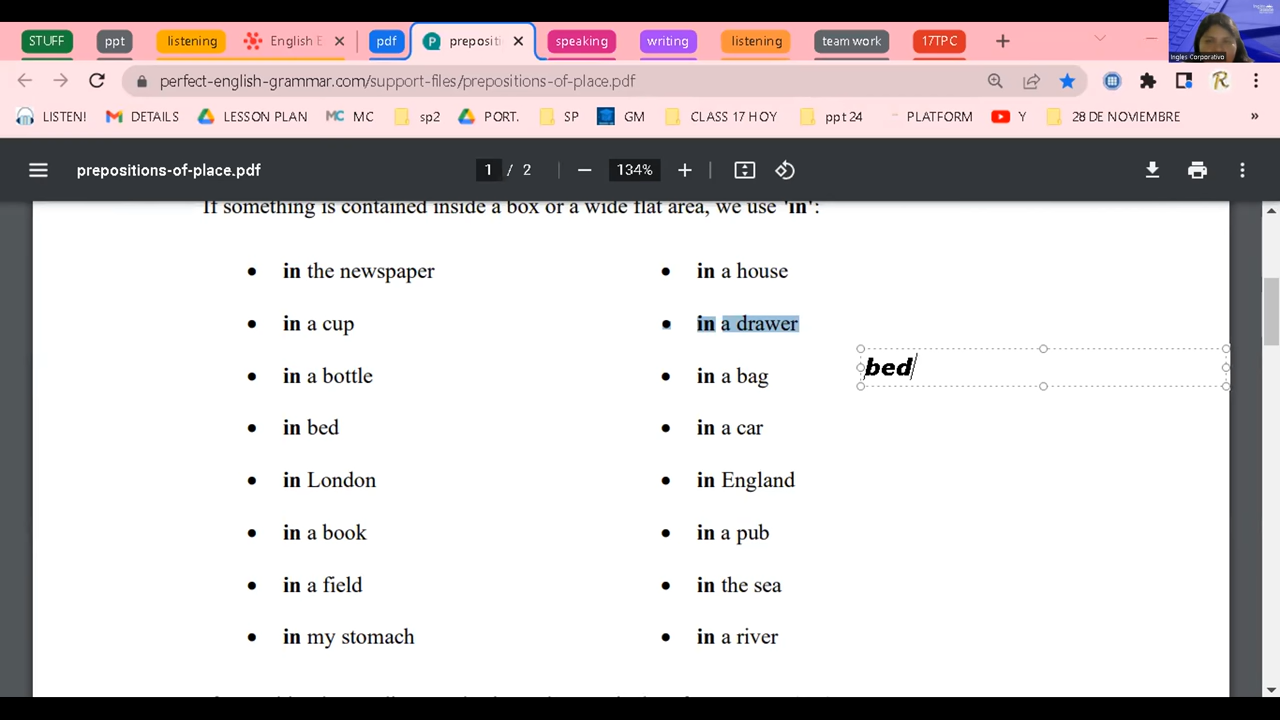 STUFF ppt listening English E pdf preposit speaking writing listening team work 17TPC
Ingles Corporativo
perfect-english-grammar.com/support-files/prepositions-of-place.pdf
LISTEN! DETAILS LESSON PLAN MC MC sp2 PORT. SP GM CLASS 17 HOY ppt 24 PLATFORM Y 28 DE NOVIEMBRE »
prepositions-of-place.pdf 1 / 2 134%
If something is contained inside a box or a wide flat area, we use 'in':
• in the newspaper
• in a cup
• in a bottle
• in bed
• in London
• in a book
• in a field
• in my stomach
• in a house
• in a drawer
• in a bag
• in a car
• in England
• in a pub
• in the sea
• in a river
bed